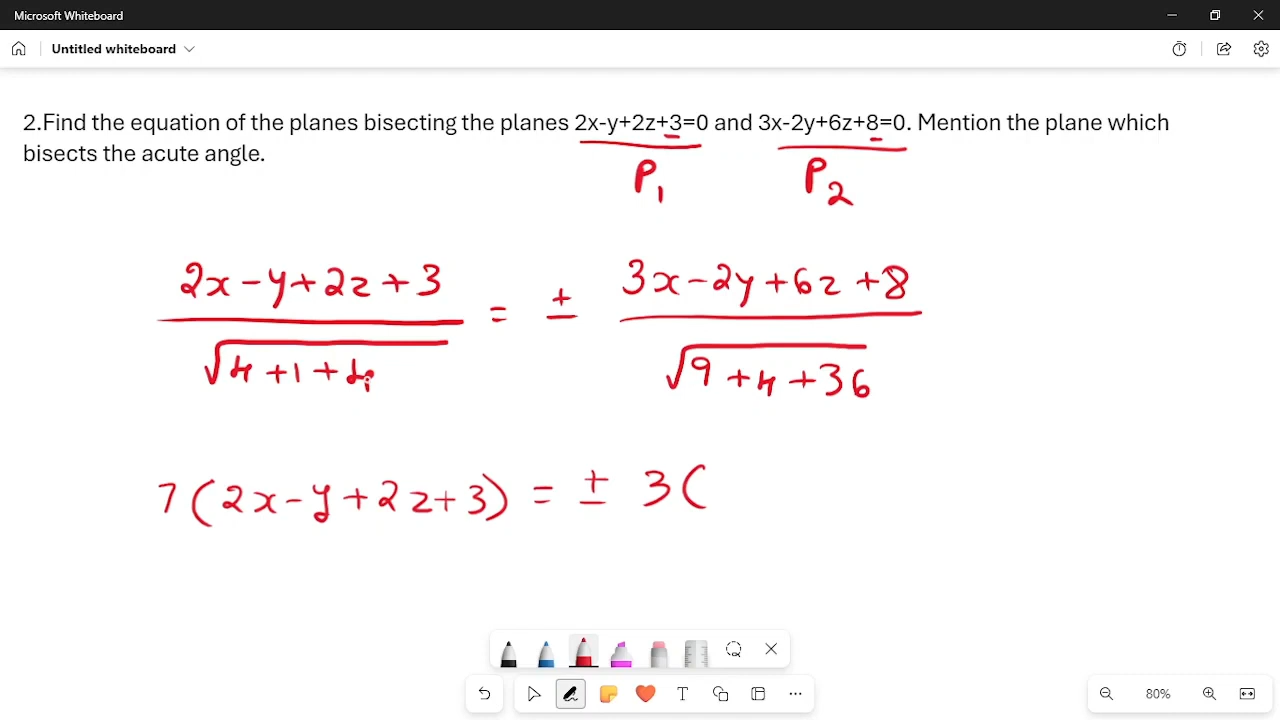 Microsoft Whiteboard
Untitled whiteboard
2.Find the equation of the planes bisecting the planes 2x-y+2z+3=0 and 3x-2y+6z+8=0. Mention the plane which
bisects the acute angle.
P₁ P₂
2x-y+2z+3 = ± 3x-2y+6z+8
√4+1+4 √9+4+36
7(2x-y+2z+3) = ± 3(
T
80%